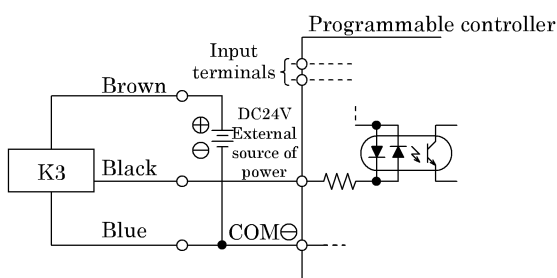 Programmable controller
Input
terminals
Brown
DC24V
⊕
External
⊖
source of
power
K3
Black
Blue
COM⊖